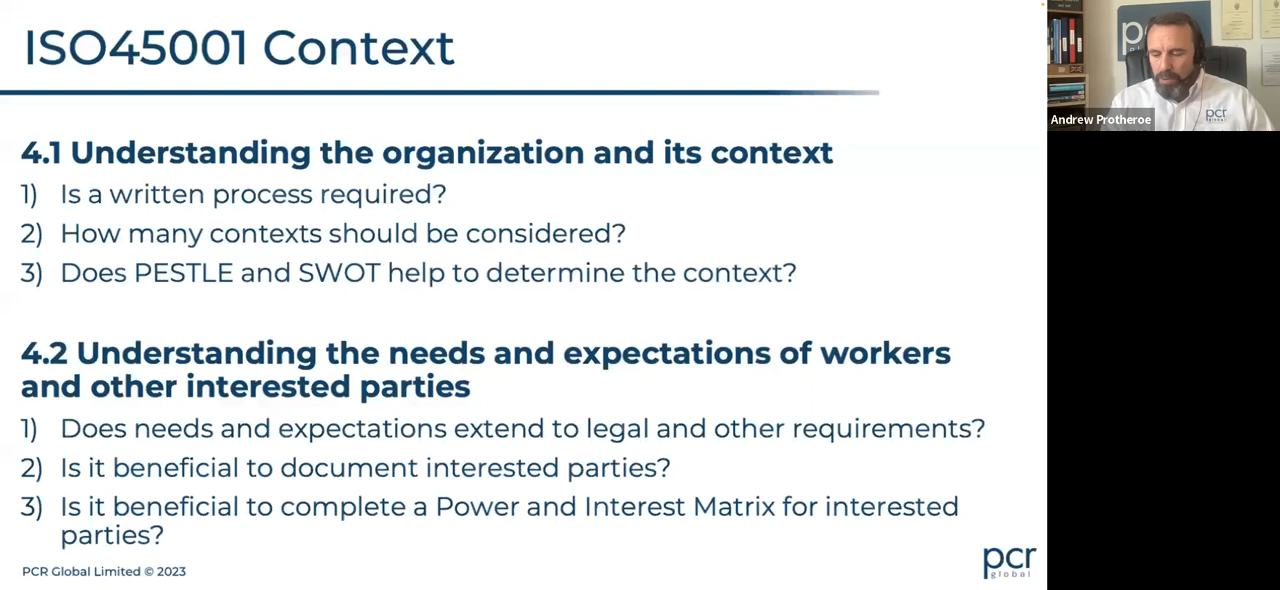 ISO45001 Context
4.1 Understanding the organization and its context
1) Is a written process required?
2) How many contexts should be considered?
3) Does PESTLE and SWOT help to determine the context?
4.2 Understanding the needs and expectations of workers
and other interested parties
1) Does needs and expectations extend to legal and other requirements?
2) Is it beneficial to document interested parties?
3) Is it beneficial to complete a Power and Interest Matrix for interested
parties?
PCR Global Limited © 2023
pcr
global
Andrew Protheroe
pcr
global